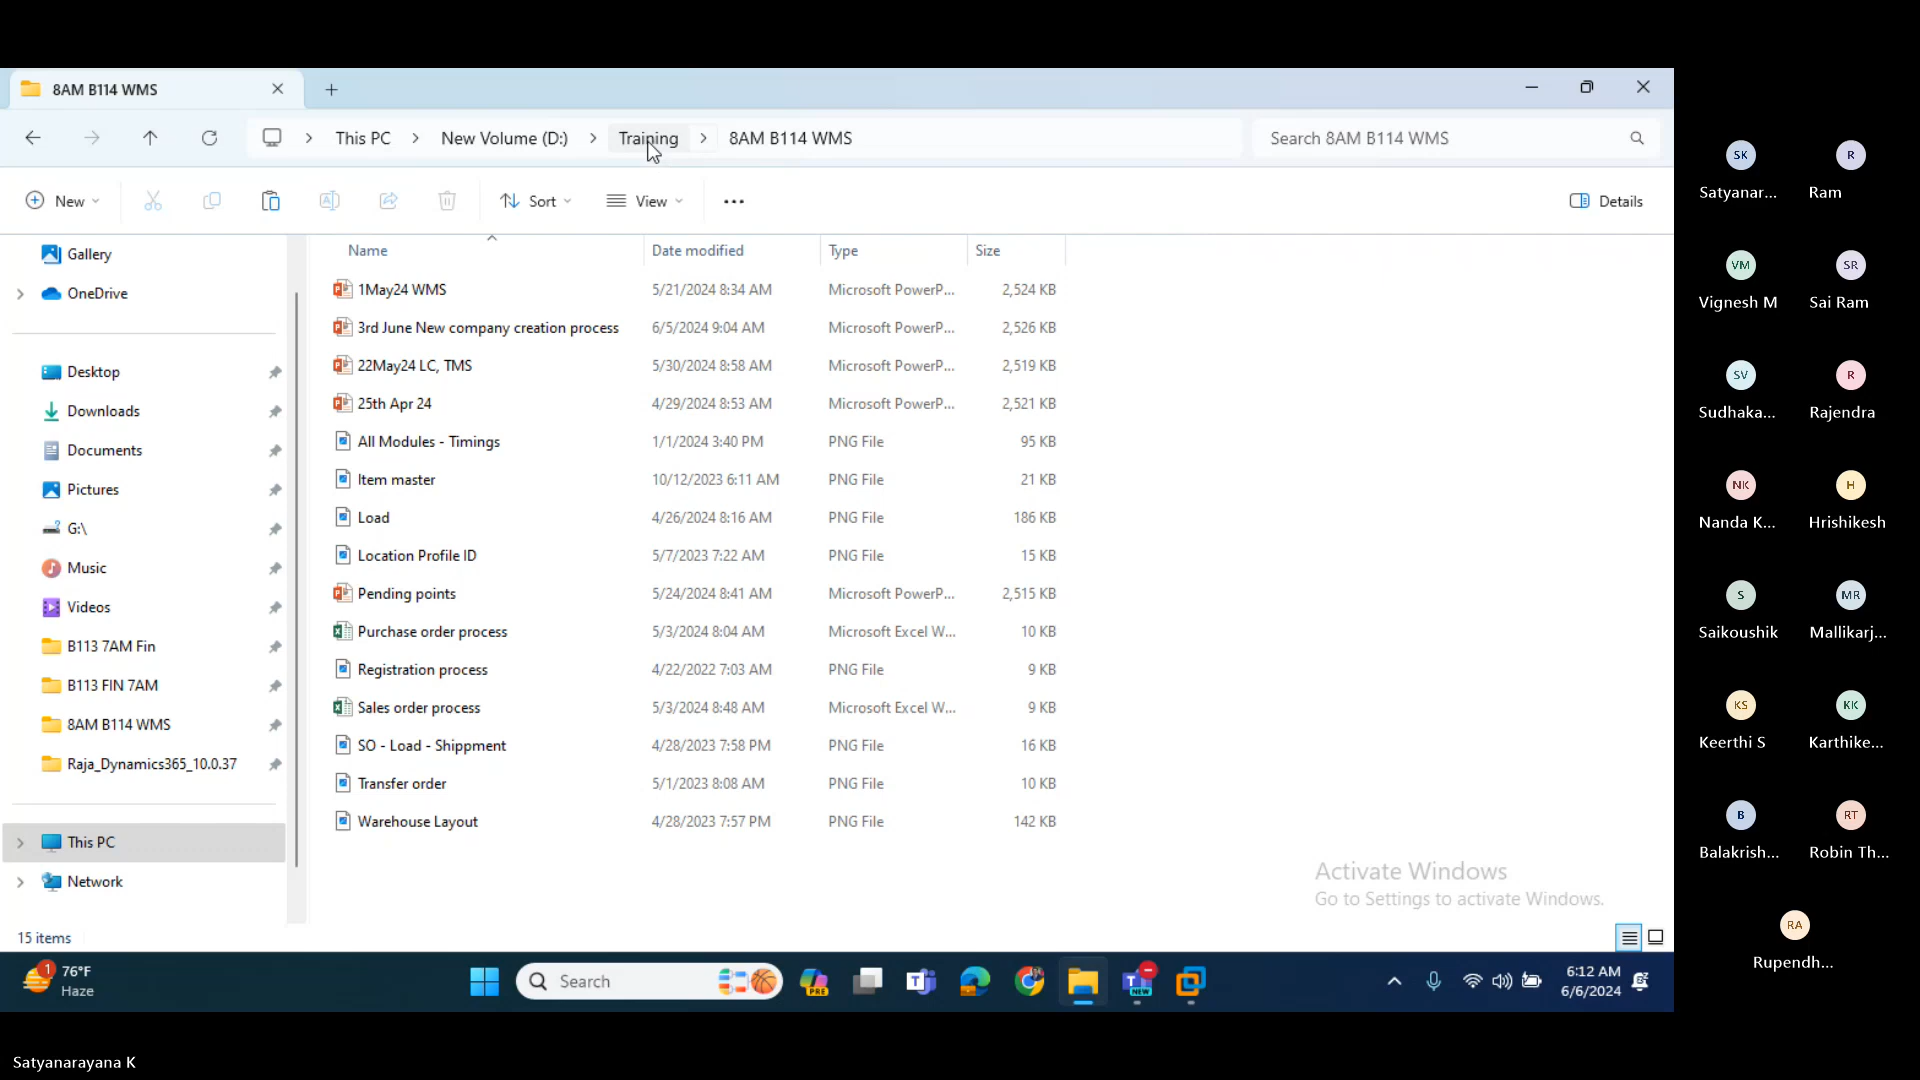 8AM B114 WMS
This PC
New Volume (D:)
Training
8AM B114 WMS
Search 8AM B114 WMS
New
Sort
View
Details
Gallery
OneDrive
Desktop
Downloads
Documents
Pictures
G:\
Music
Videos
B113 7AM Fin
B113 FIN 7AM
8AM B114 WMS
Raja_Dynamics365_10.0.37
This PC
Network
Name Date modified Type Size
1May24 WMS 5/21/2024 8:34 AM Microsoft PowerP... 2,524 KB
3rd June New company creation process 6/5/2024 9:04 AM Microsoft PowerP... 2,526 KB
22May24 LC, TMS 5/30/2024 8:58 AM Microsoft PowerP... 2,519 KB
25th Apr 24 4/29/2024 8:53 AM Microsoft PowerP... 2,521 KB
All Modules - Timings 1/1/2024 3:40 PM PNG File 95 KB
Item master 10/12/2023 6:11 AM PNG File 21 KB
Load 4/26/2024 8:16 AM PNG File 186 KB
Location Profile ID 5/7/2023 7:22 AM PNG File 15 KB
Pending points 5/24/2024 8:41 AM Microsoft PowerP... 2,515 KB
Purchase order process 5/3/2024 8:04 AM Microsoft Excel W... 10 KB
Registration process 4/22/2022 7:03 AM PNG File 9 KB
Sales order process 5/3/2024 8:48 AM Microsoft Excel W... 9 KB
SO - Load - Shippment 4/28/2023 7:58 PM PNG File 16 KB
Transfer order 5/1/2023 8:08 AM PNG File 10 KB
Warehouse Layout 4/28/2023 7:57 PM PNG File 142 KB
Activate Windows
Go to Settings to activate Windows.
15 items
1
76°F
Haze
Search
PRE
NEW
6:12 AM
6/6/2024
SK R
Satyanar... Ram
VM SR
Vignesh M Sai Ram
SV R
Sudhaka... Rajendra
NK H
Nanda K... Hrishikesh
S MR
Saikoushik Mallikarj...
KS KK
Keerthi S Karthike...
B RT
Balakrish... Robin Th...
RA
Rupendh...
Satyanarayana K